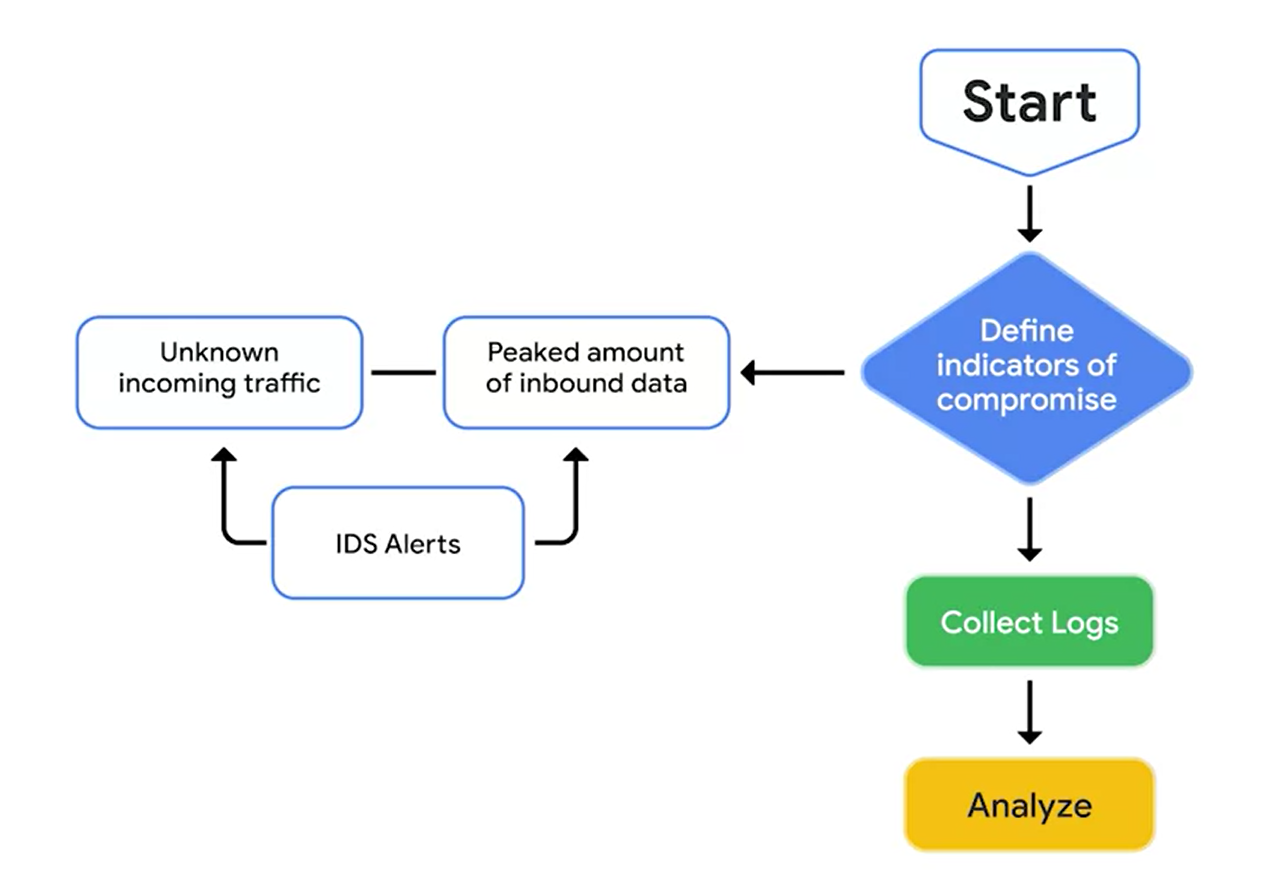 Start
Define
indicators of
compromise
Peaked amount
of inbound data
Unknown
incoming traffic
IDS Alerts
Collect Logs
Analyze